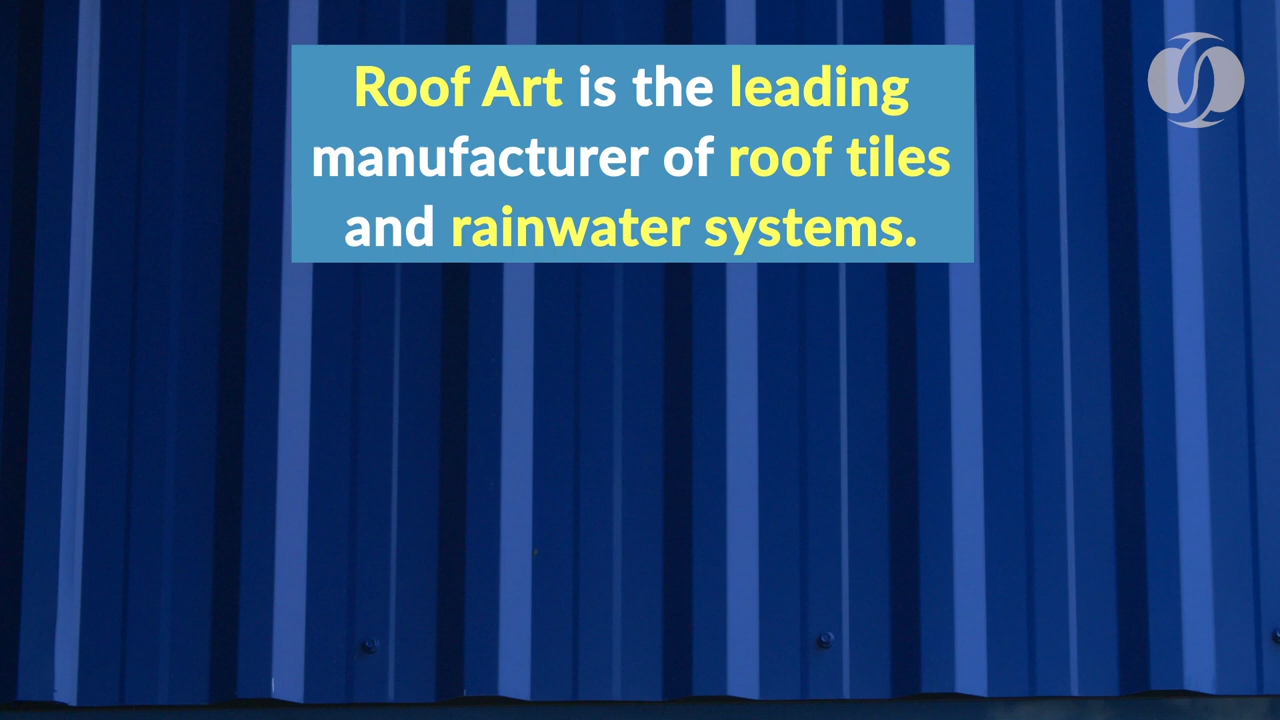 Roof Art is the leading
manufacturer of roof tiles
and rainwater systems.